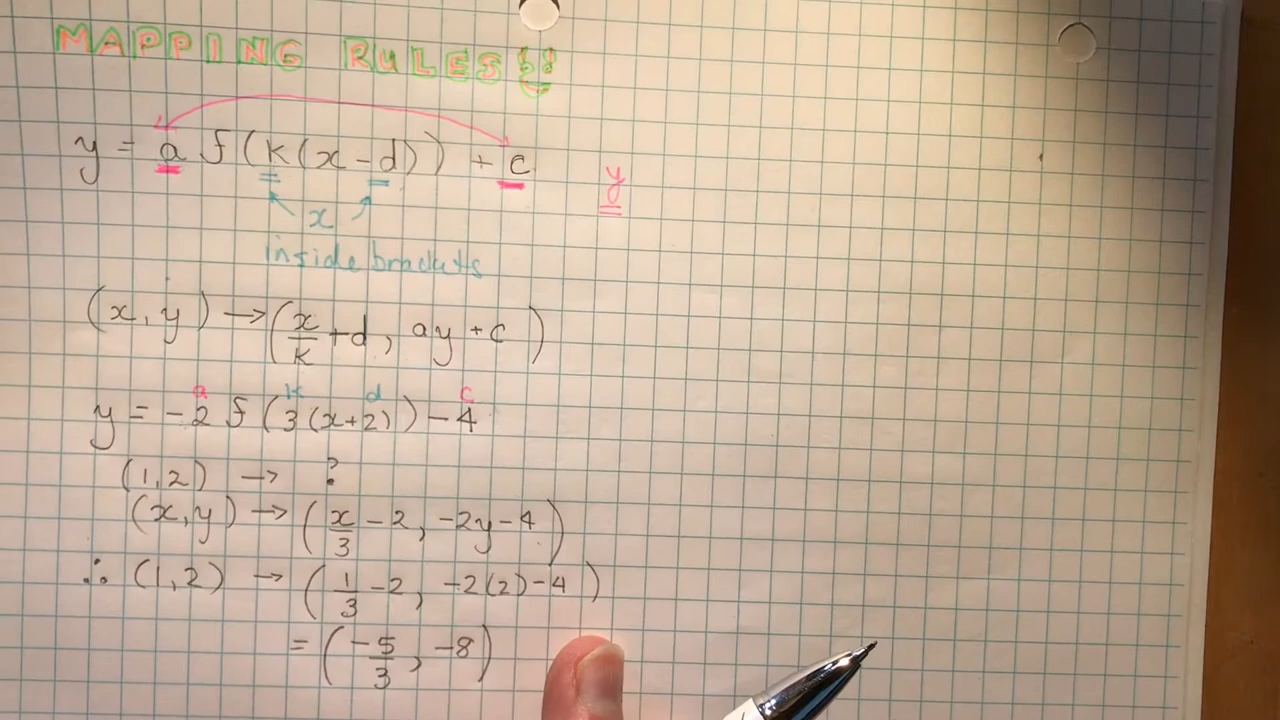 MAPPING RULES!!
y = a f(k(x-d)) + c
y
x
inside brackets
(x, y) → (x/k + d, ay + c)
a k d c
y = -2 f(3(x+2)) - 4
(1,2) → ?
(x,y) → (x/3 - 2, -2y - 4)
∴ (1,2) → (1/3 - 2, -2(2) - 4)
= (-5/3, -8)